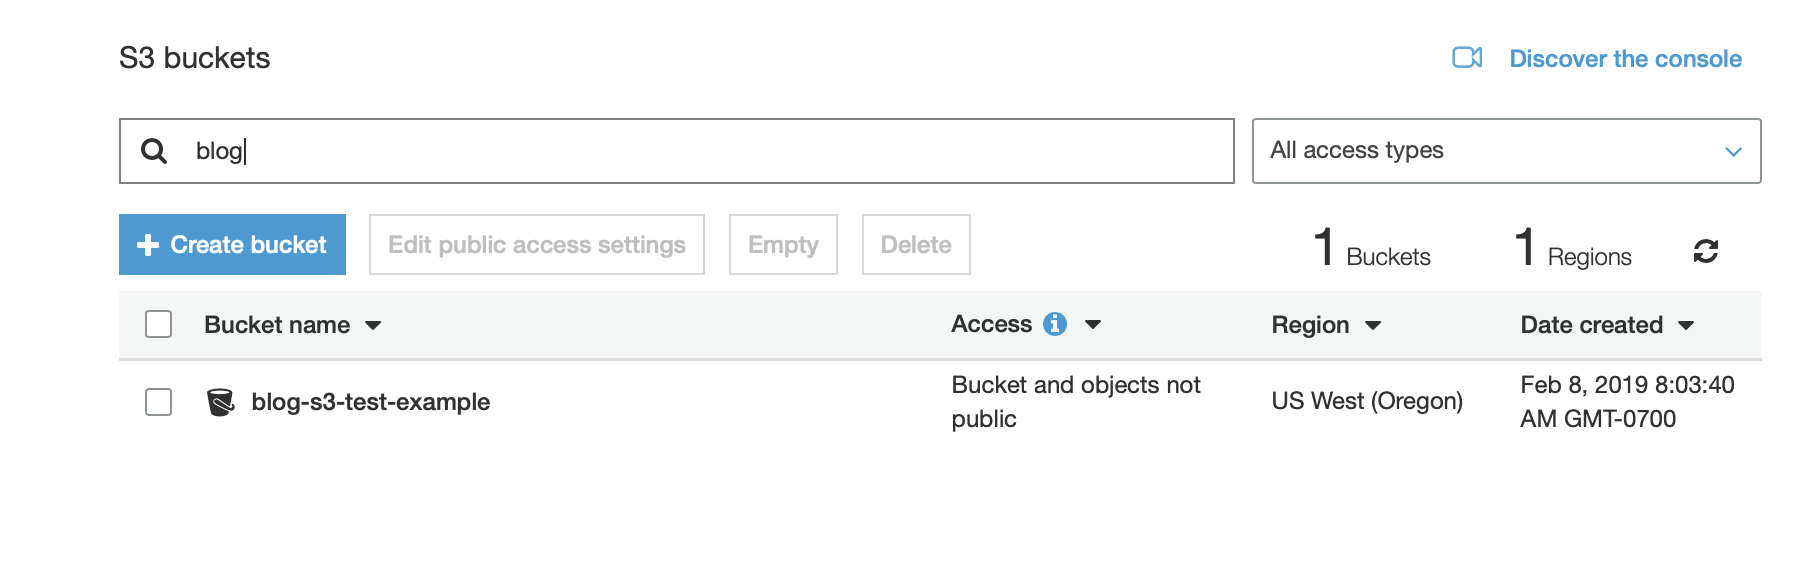 S3 buckets
Discover the console
blog
All access types
Create bucket
Edit public access settings
Empty
Delete
1 Buckets
1 Regions
Bucket name
Access
Region
Date created
blog-s3-test-example
Bucket and objects not
public
US West (Oregon)
Feb 8, 2019 8:03:40
AM GMT-0700